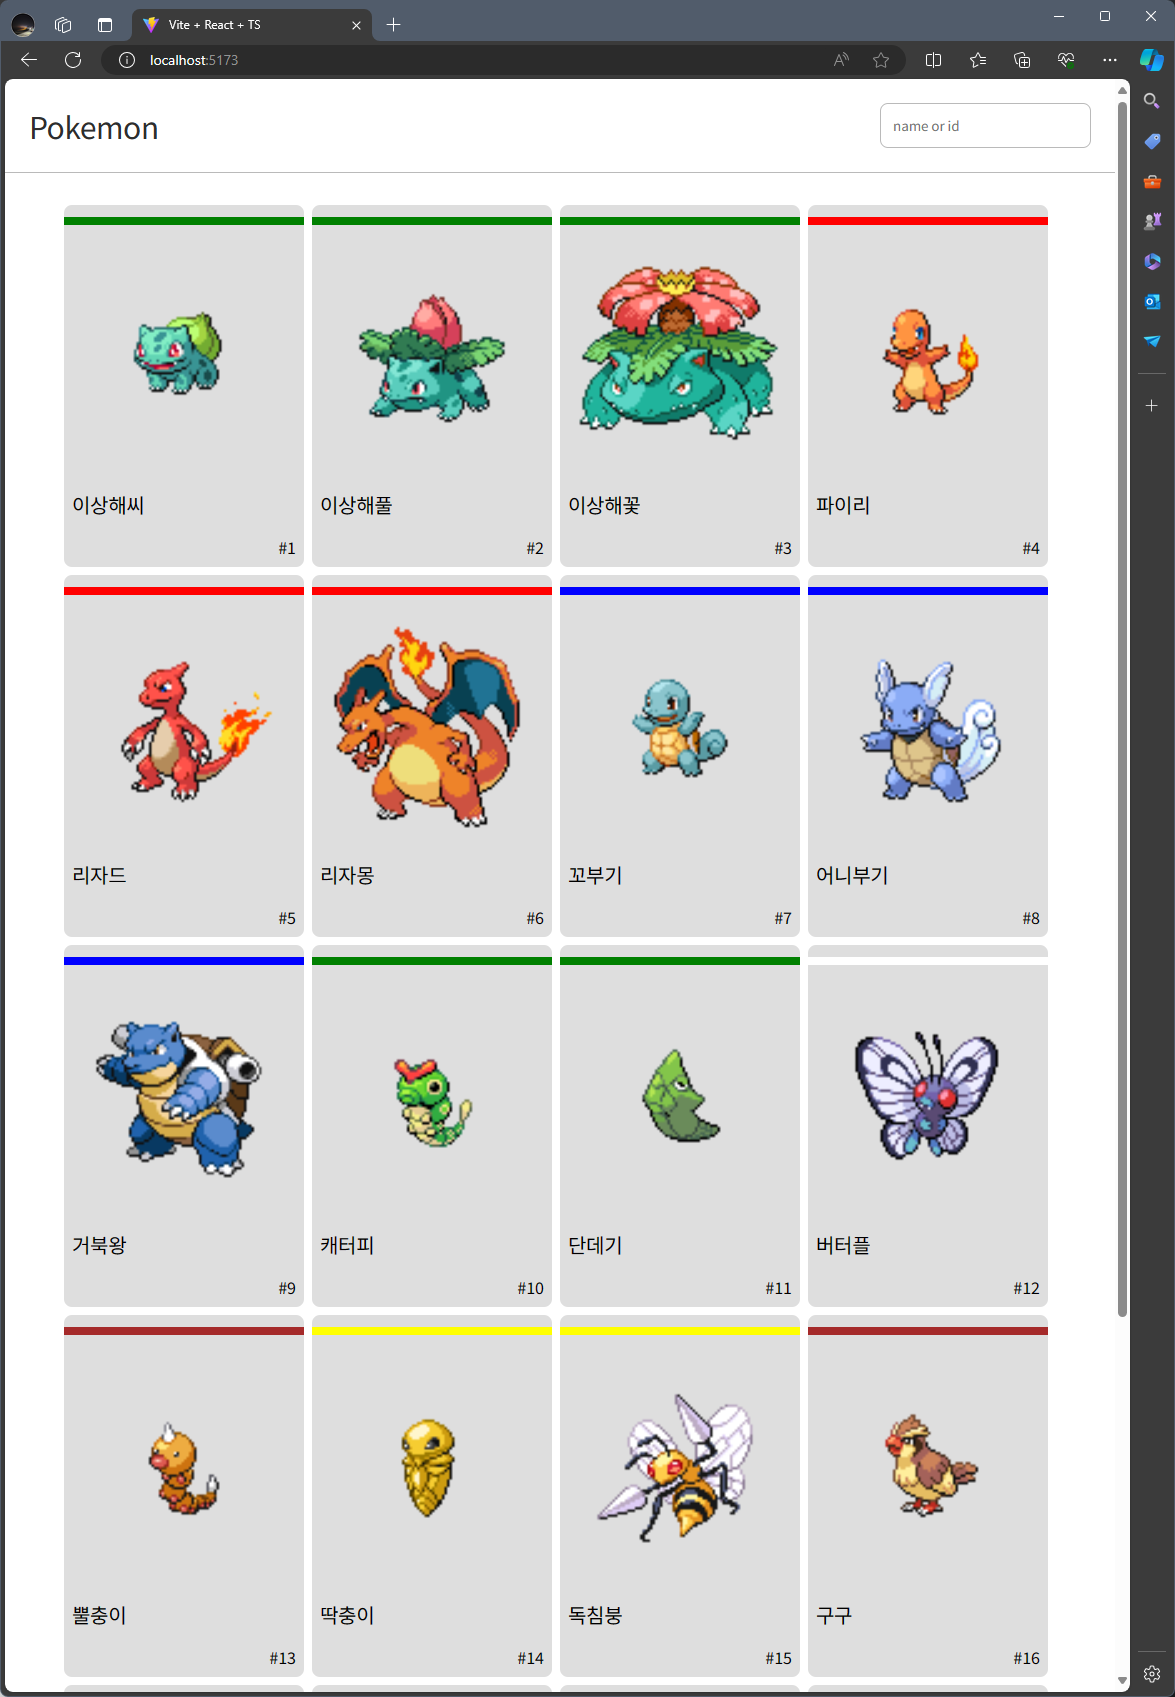 Vite + React + TS
localhost:5173
Pokemon
name or id
이상해씨
#1
이상해풀
#2
이상해꽃
#3
파이리
#4
리자드
#5
리자몽
#6
꼬부기
#7
어니부기
#8
거북왕
#9
캐터피
#10
단데기
#11
버터플
#12
뿔충이
#13
딱충이
#14
독침붕
#15
구구
#16